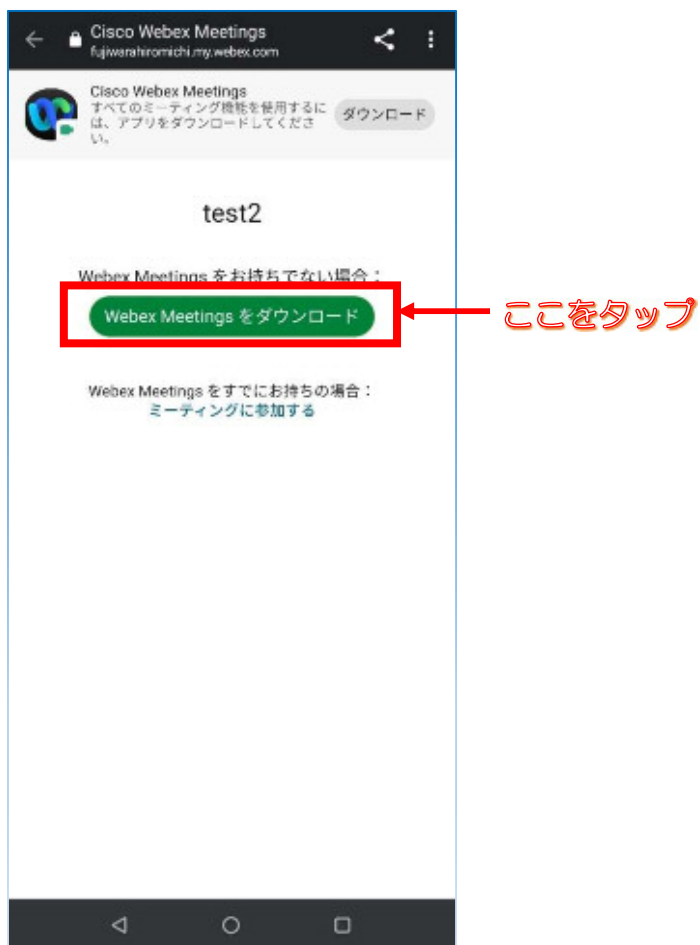 Cisco Webex Meetings
fujiwarahiromichi.my.webex.com
Cisco Webex Meetings
すべてのミーティング機能を使用するに
は、アプリをダウンロードしてくださ
い。
ダウンロード
test2
Webex Meetings をお持ちでない場合：
Webex Meetings をダウンロード
ここをタップ
Webex Meetings をすでにお持ちの場合：
ミーティングに参加する